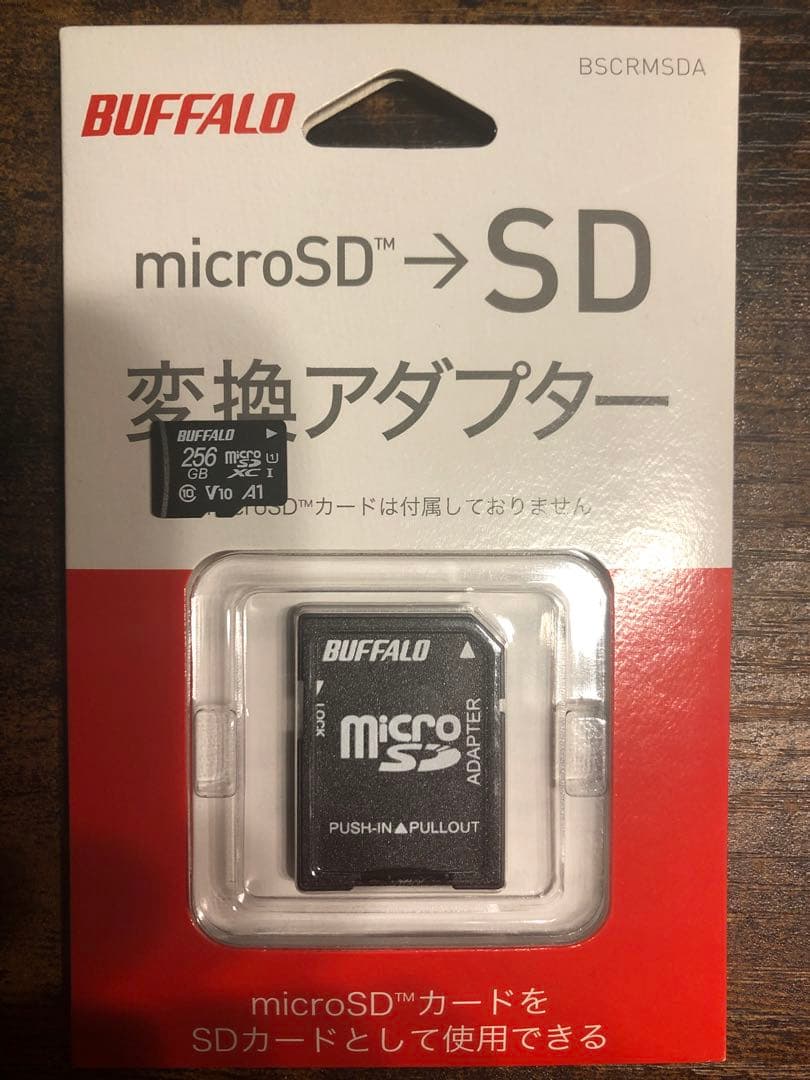 BSCRMSDA
BUFFALO
microSD™→SD
変換アダプター
BUFFALO
256 GB micro SD XC I 1
10 V10 A1
SD™カードは付属しておりません
BUFFALO
LOCK
micro SD
ADAPTER
PUSH-IN▲PULLOUT
microSD™カードを
SDカードとして使用できる